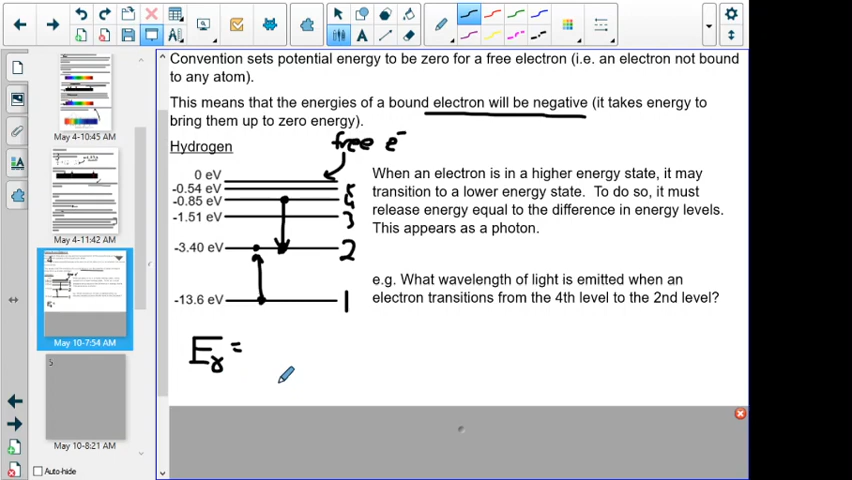 Convention sets potential energy to be zero for a free electron (i.e. an electron not bound
to any atom).
This means that the energies of a bound electron will be negative (it takes energy to
bring them up to zero energy).
Hydrogen
free e⁻
0 eV
-0.54 eV 5
-0.85 eV 4
-1.51 eV 3
-3.40 eV 2
-13.6 eV 1
When an electron is in a higher energy state, it may
transition to a lower energy state. To do so, it must
release energy equal to the difference in energy levels.
This appears as a photon.
e.g. What wavelength of light is emitted when an
electron transitions from the 4th level to the 2nd level?
Eγ =
May 4-10:45 AM
May 4-11:42 AM
May 10-7:54 AM
May 10-8:21 AM
Auto-hide